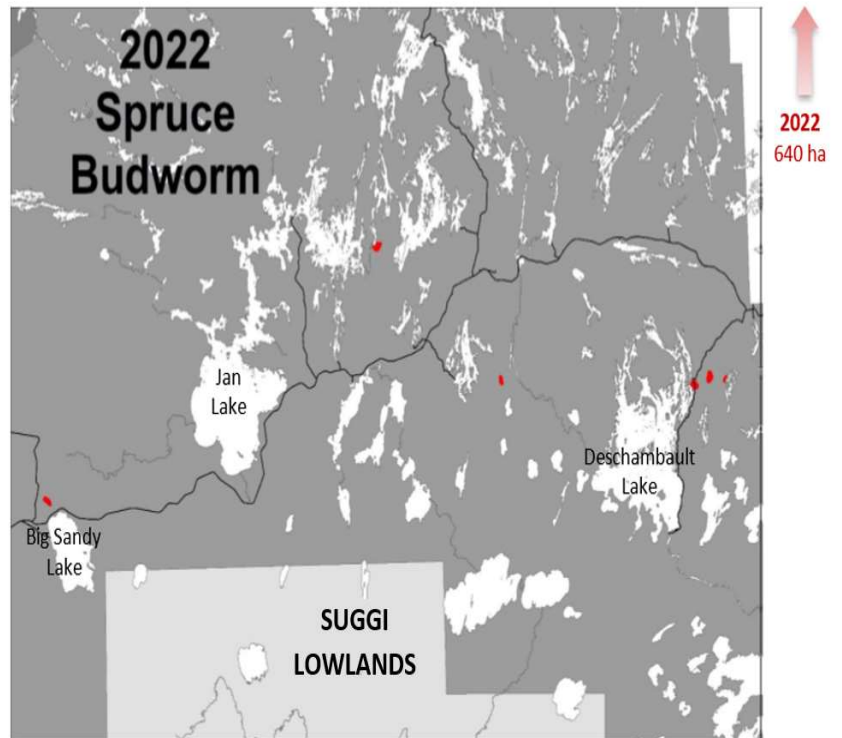 2022
Spruce
Budworm
2022
640 ha
Jan
Lake
Deschambault
Lake
Big Sandy
Lake
SUGGI
LOWLANDS